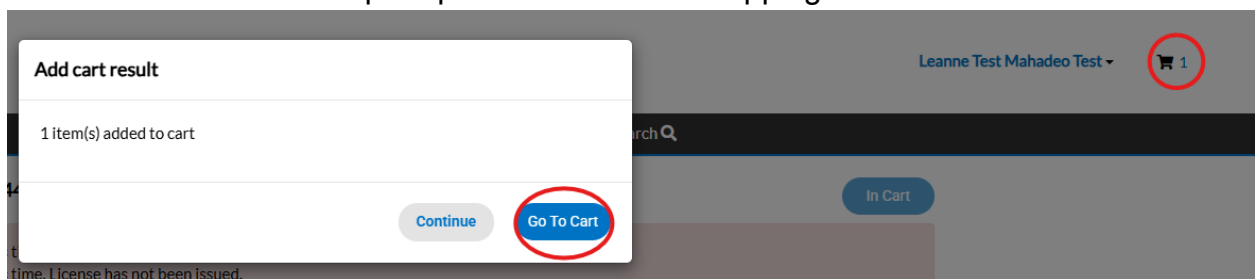 Add cart result
Leanne Test Mahadeo Test
1
1 item(s) added to cart
In Cart
Continue
Go To Cart
time. License has not been issued.